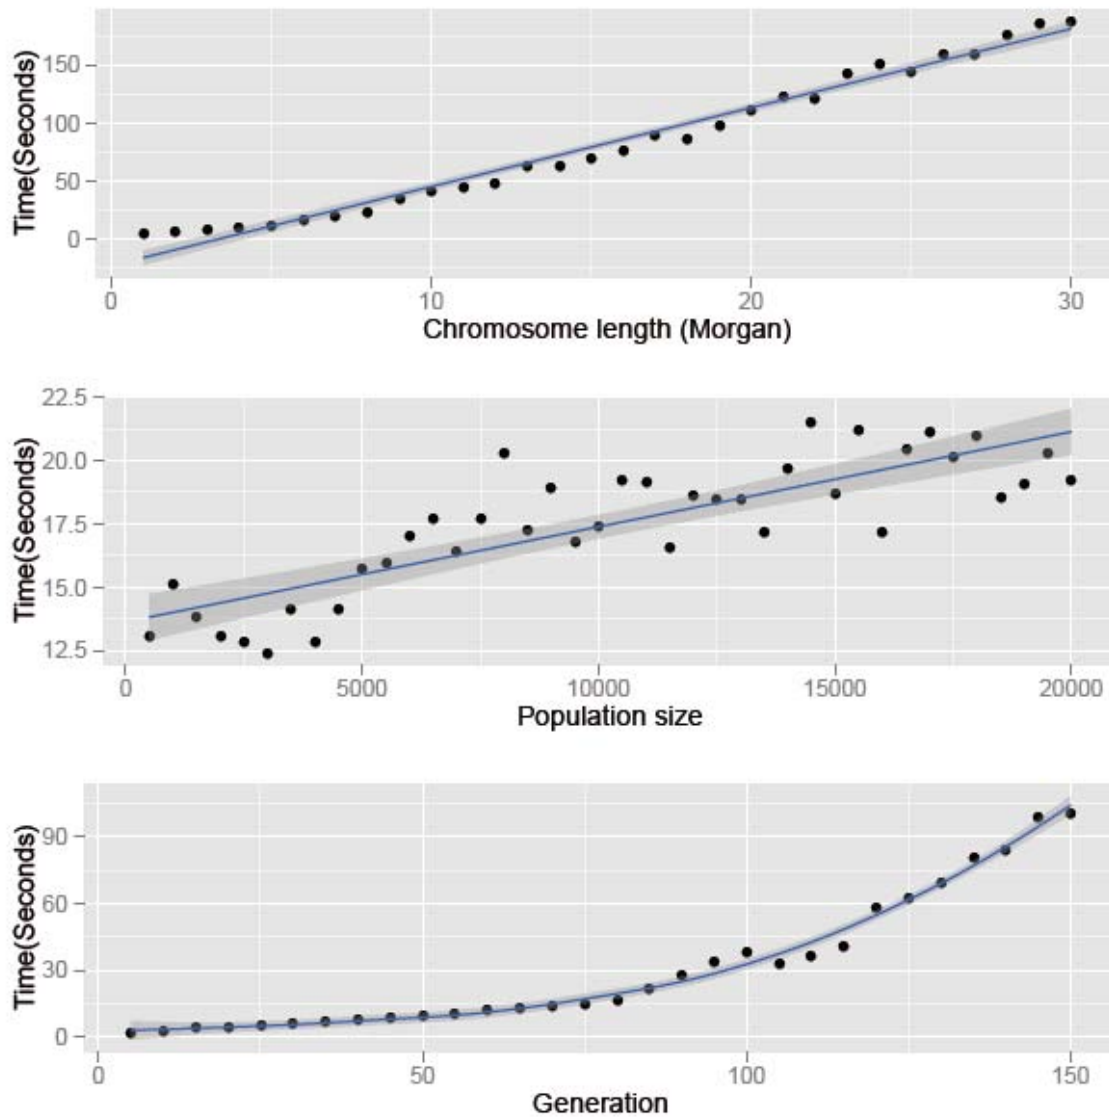 Time(Seconds)
150
100
50
0
0 10 20 30
Chromosome length (Morgan)
Time(Seconds)
22.5
20.0
17.5
15.0
12.5
0 5000 10000 15000 20000
Population size
Time(Seconds)
90
60
30
0
0 50 100 150
Generation